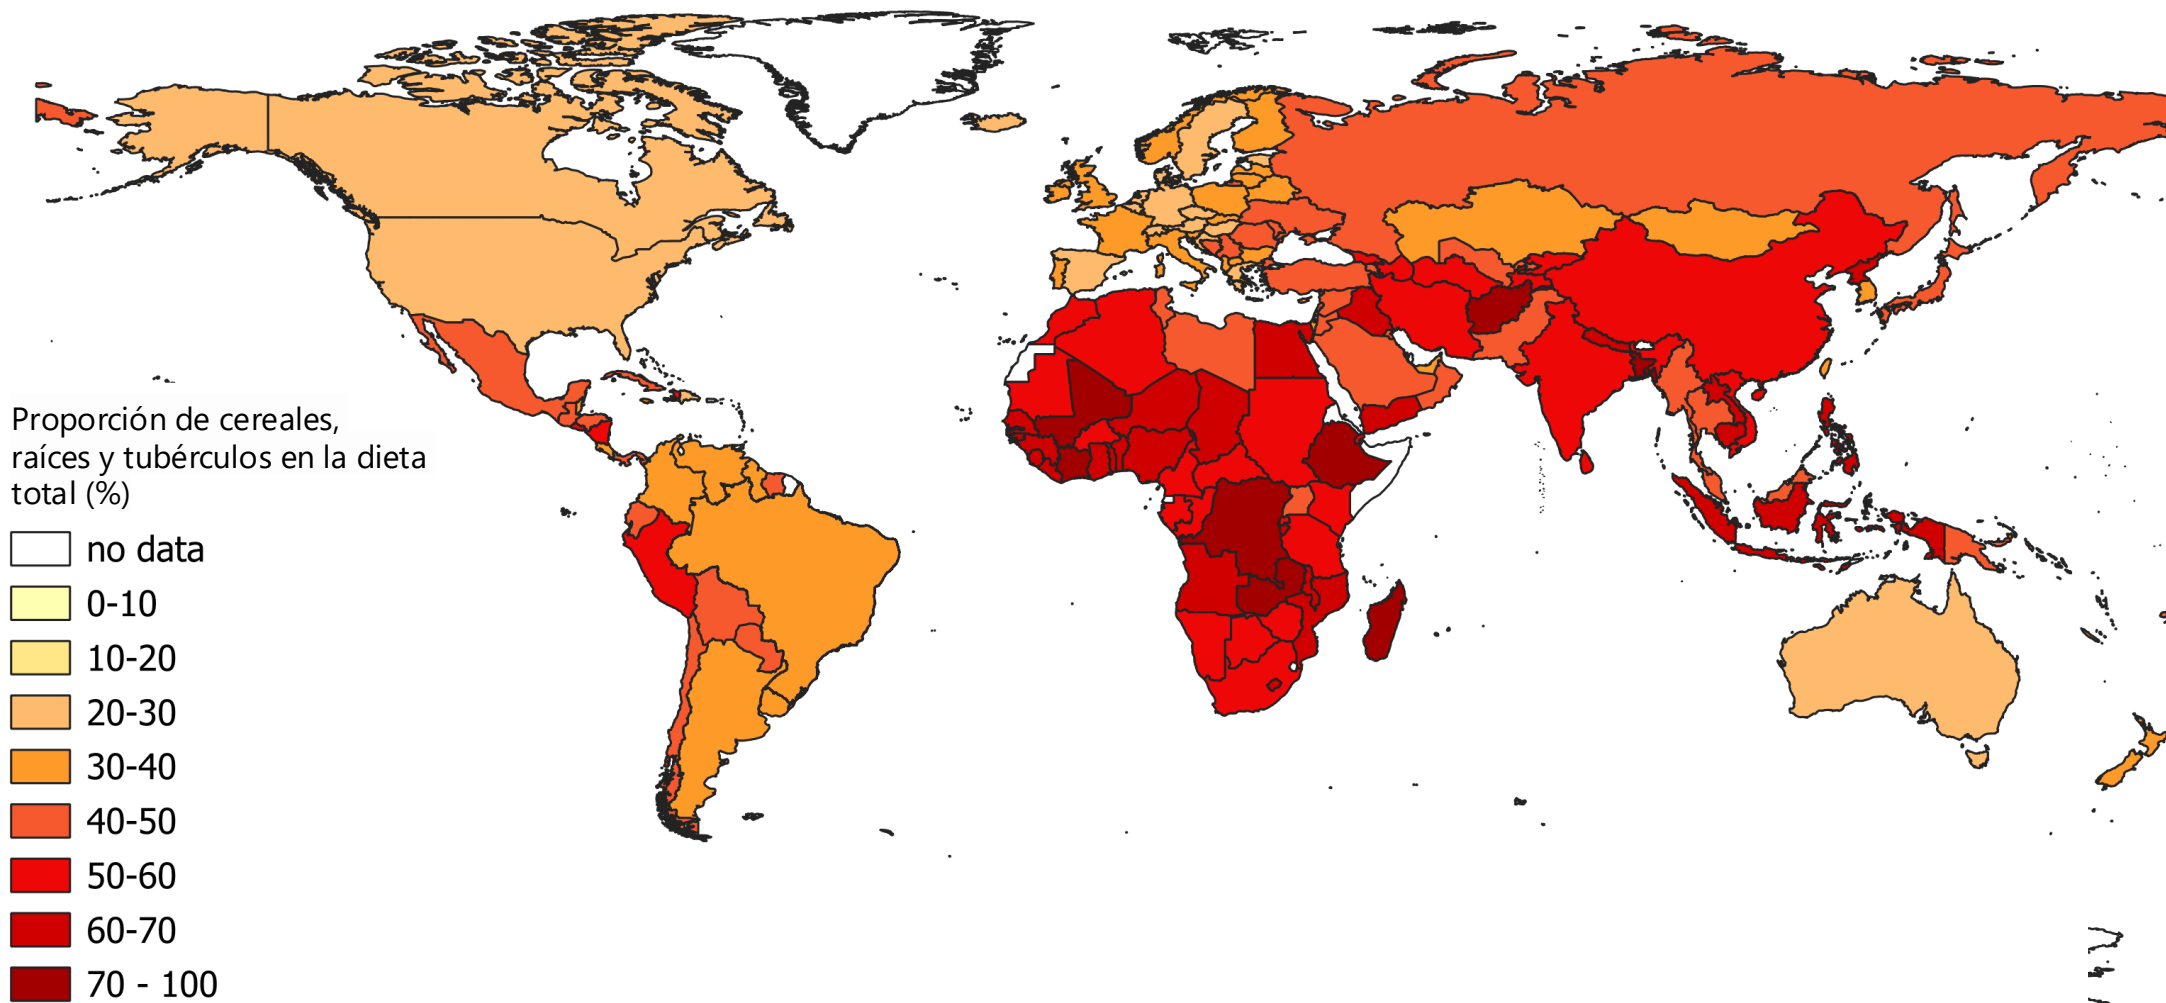 Proporción de cereales,
raíces y tubérculos en la dieta
total (%)
no data
0-10
10-20
20-30
30-40
40-50
50-60
60-70
70 - 100